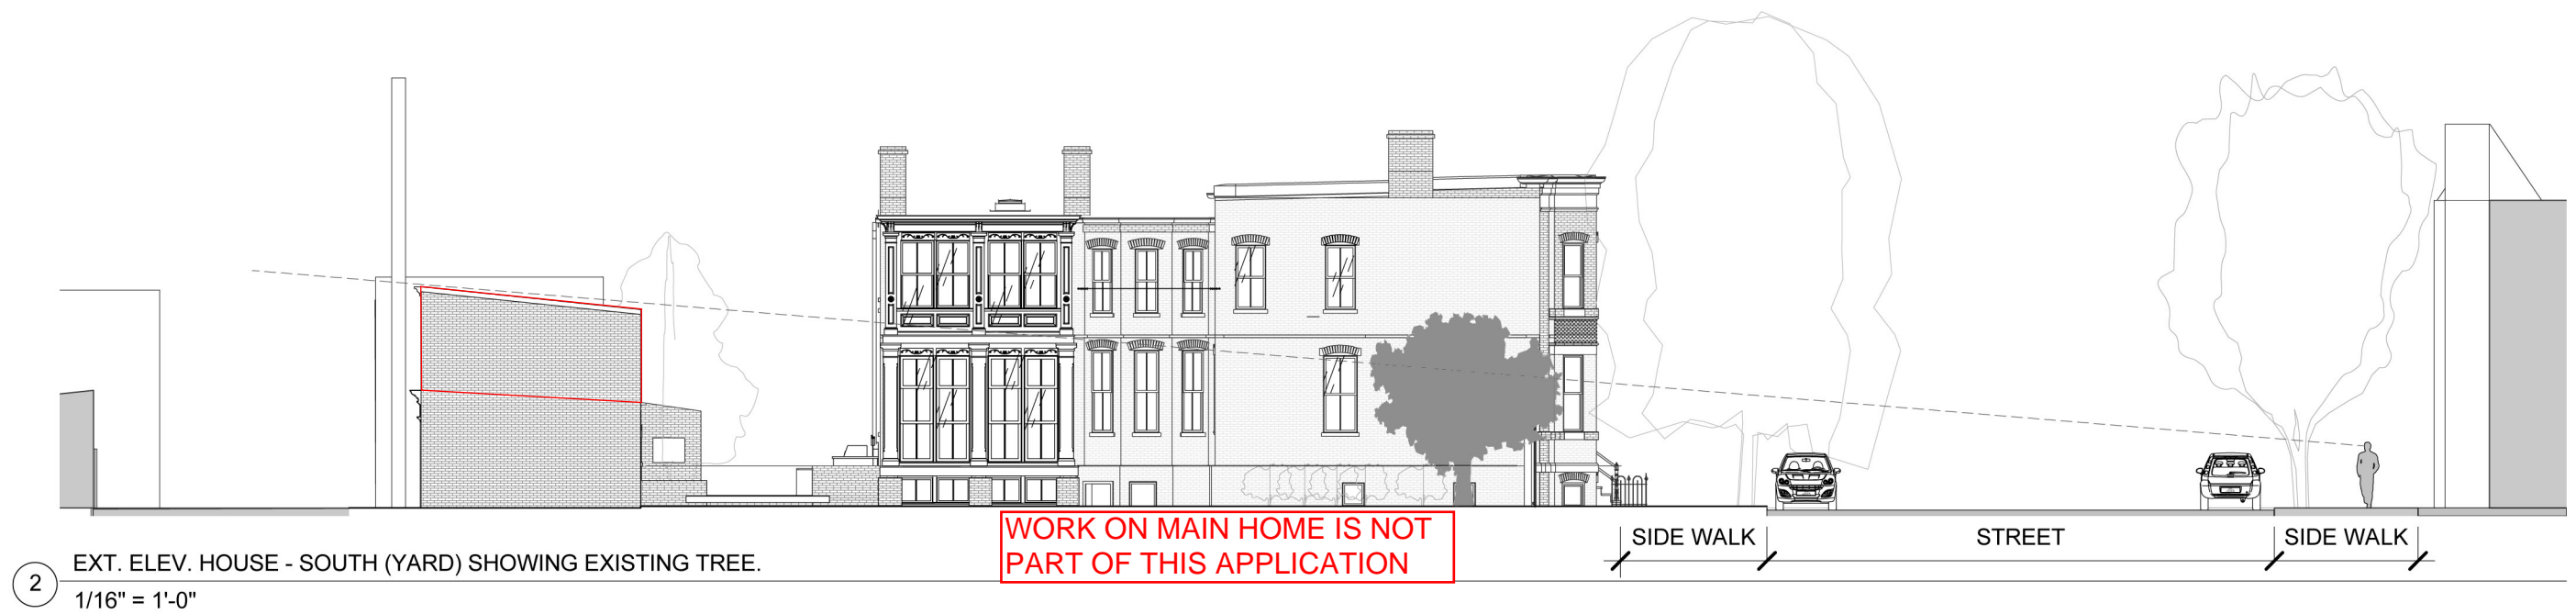 WORK ON MAIN HOME IS NOT
PART OF THIS APPLICATION
SIDE WALK
STREET
SIDE WALK
2
EXT. ELEV. HOUSE - SOUTH (YARD) SHOWING EXISTING TREE.
1/16" = 1'-0"